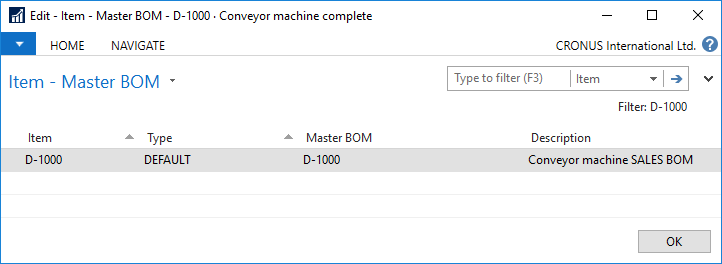 Edit - Item - Master BOM - D-1000 · Conveyor machine complete
HOME NAVIGATE CRONUS International Ltd. ?
Item - Master BOM
Type to filter (F3) Item
Filter: D-1000
Item Type Master BOM Description
D-1000 DEFAULT D-1000 Conveyor machine SALES BOM
OK